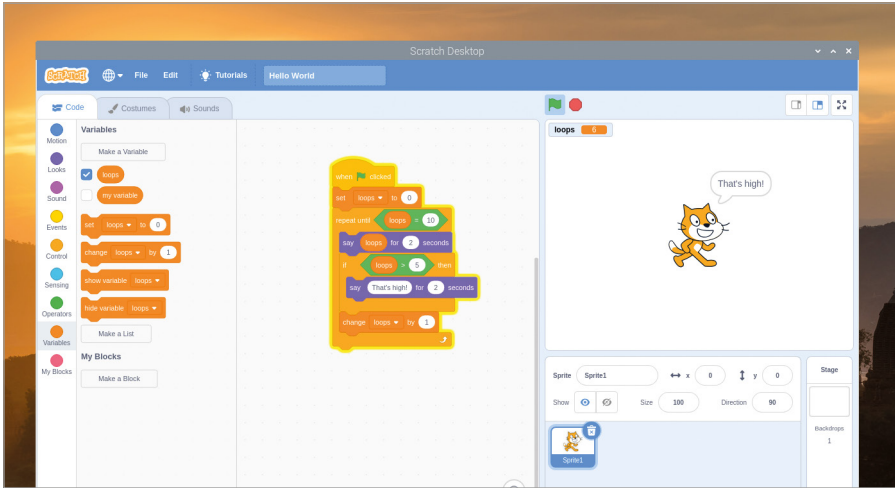 Scratch Desktop
SCRATCH File Edit Tutorials Hello World
Code Costumes Sounds
Motion
Looks
Sound
Events
Control
Sensing
Operators
Variables
My Blocks
Variables
Make a Variable
loops
my variable
set loops to 0
change loops by 1
show variable loops
hide variable loops
Make a List
My Blocks
Make a Block
when clicked
set loops to 0
repeat until loops = 10
say loops for 2 seconds
if loops > 5 then
say That's high! for 2 seconds
change loops by 1
loops 6
That's high!
Sprite Sprite1 x 0 y 0
Show Size 100 Direction 90
Sprite1
Stage
Backdrops
1